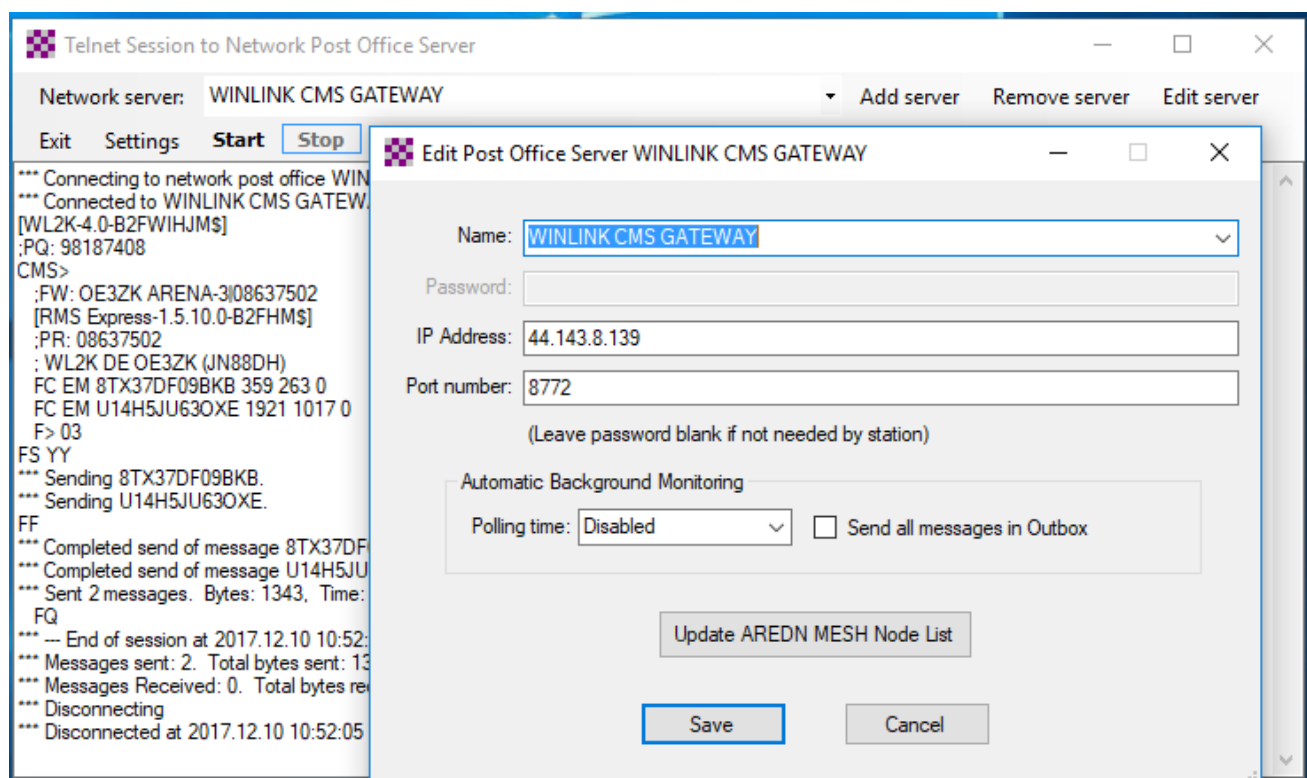 Telnet Session to Network Post Office Server
Network server: WINLINK CMS GATEWAY Add server Remove server Edit server
Exit Settings Start Stop
*** Connecting to network post office WIN
*** Connected to WINLINK CMS GATEW
[WL2K-4.0-B2FWIHJM$]
;PQ: 98187408
CMS>
;FW: OE3ZK ARENA-3|08637502
[RMS Express-1.5.10.0-B2FHM$]
;PR: 08637502
; WL2K DE OE3ZK (JN88DH)
FC EM 8TX37DF09BKB 359 263 0
FC EM U14H5JU63OXE 1921 1017 0
F> 03
FS YY
*** Sending 8TX37DF09BKB.
*** Sending U14H5JU63OXE.
FF
*** Completed send of message 8TX37DF
*** Completed send of message U14H5JU
*** Sent 2 messages. Bytes: 1343, Time:
FQ
*** --- End of session at 2017.12.10 10:52:
*** Messages sent: 2. Total bytes sent: 13
*** Messages Received: 0. Total bytes re
*** Disconnecting
*** Disconnected at 2017.12.10 10:52:05
Edit Post Office Server WINLINK CMS GATEWAY
Name: WINLINK CMS GATEWAY
Password:
IP Address: 44.143.8.139
Port number: 8772
(Leave password blank if not needed by station)
Automatic Background Monitoring
Polling time: Disabled Send all messages in Outbox
Update AREDN MESH Node List
Save Cancel